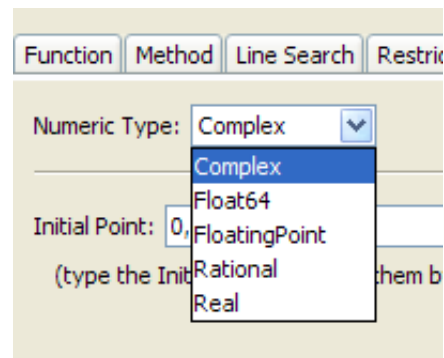 Function Method Line Search Restric
Numeric Type: Complex
Complex
Float64
Initial Point: 0, FloatingPoint
(type the Init Rational them b
Real